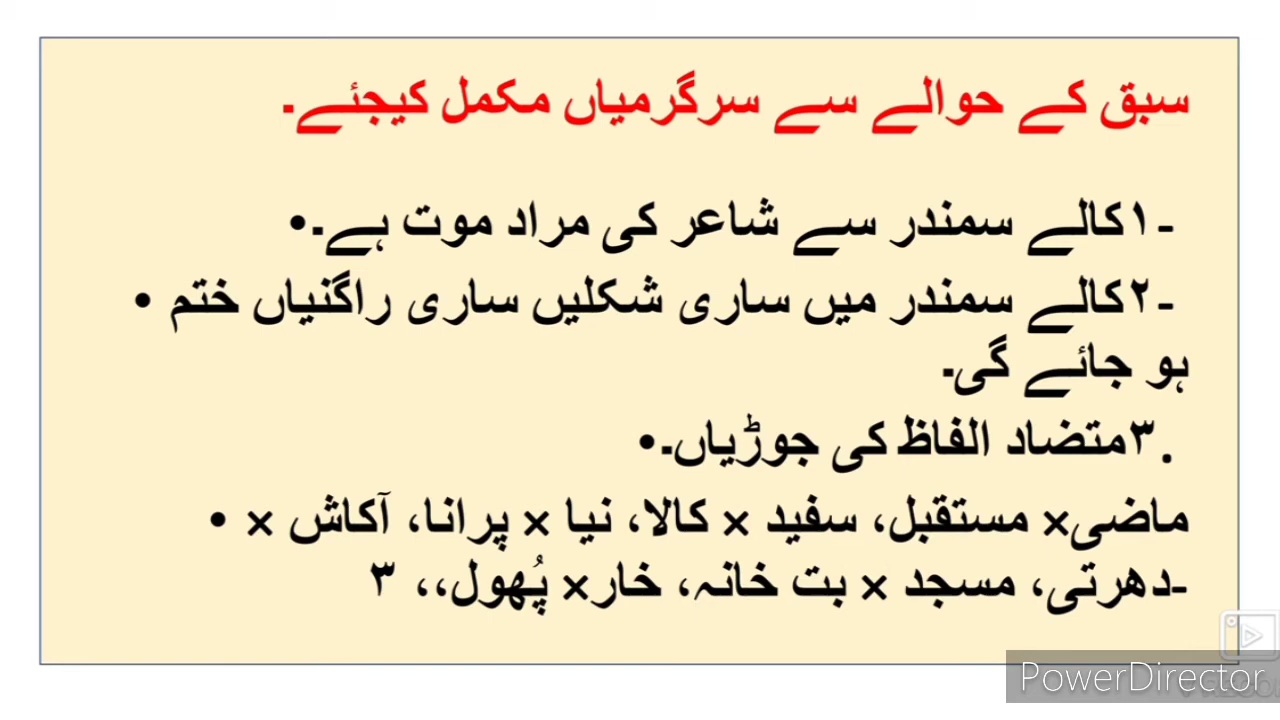 سبق کے حوالے سے سرگرمیاں مکمل کیجئے۔
۔۱کالے سمندر سے شاعر کی مراد موت ہے۔•
۔۲کالے سمندر میں ساری شکلیں ساری راگنیاں ختم •
ہو جائے گی۔
.۳متضاد الفاظ کی جوڑیاں۔•
ماضی× مستقبل، سفید × کالا، نیا × پرانا، آکاش × •
-دھرتی، مسجد × بت خانہ، خار× پُھول،، ۳
PowerDirector